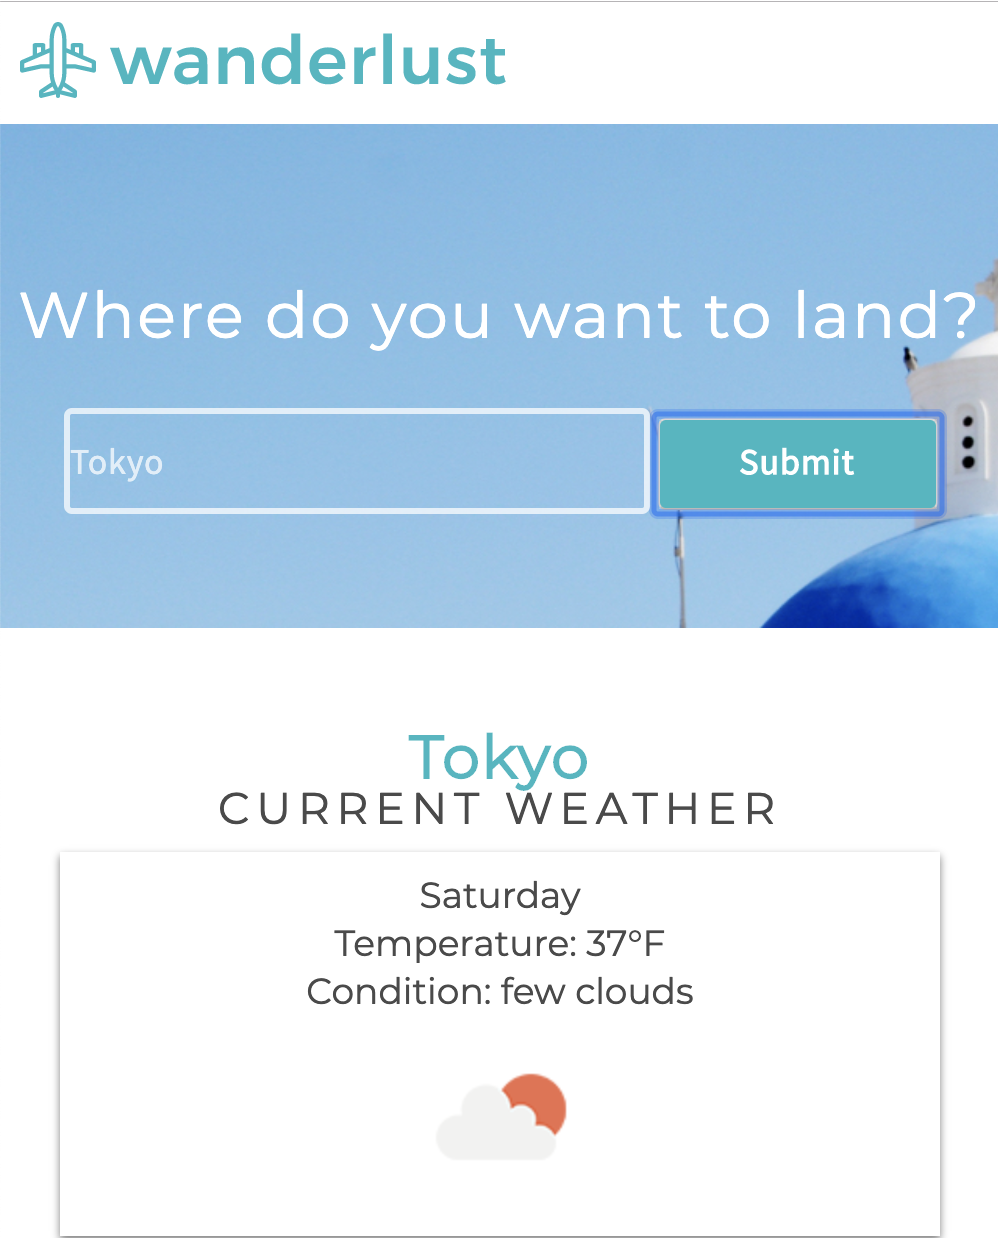 wanderlust
Where do you want to land?
Tokyo
Submit
Tokyo
CURRENT WEATHER
Saturday
Temperature: 37°F
Condition: few clouds